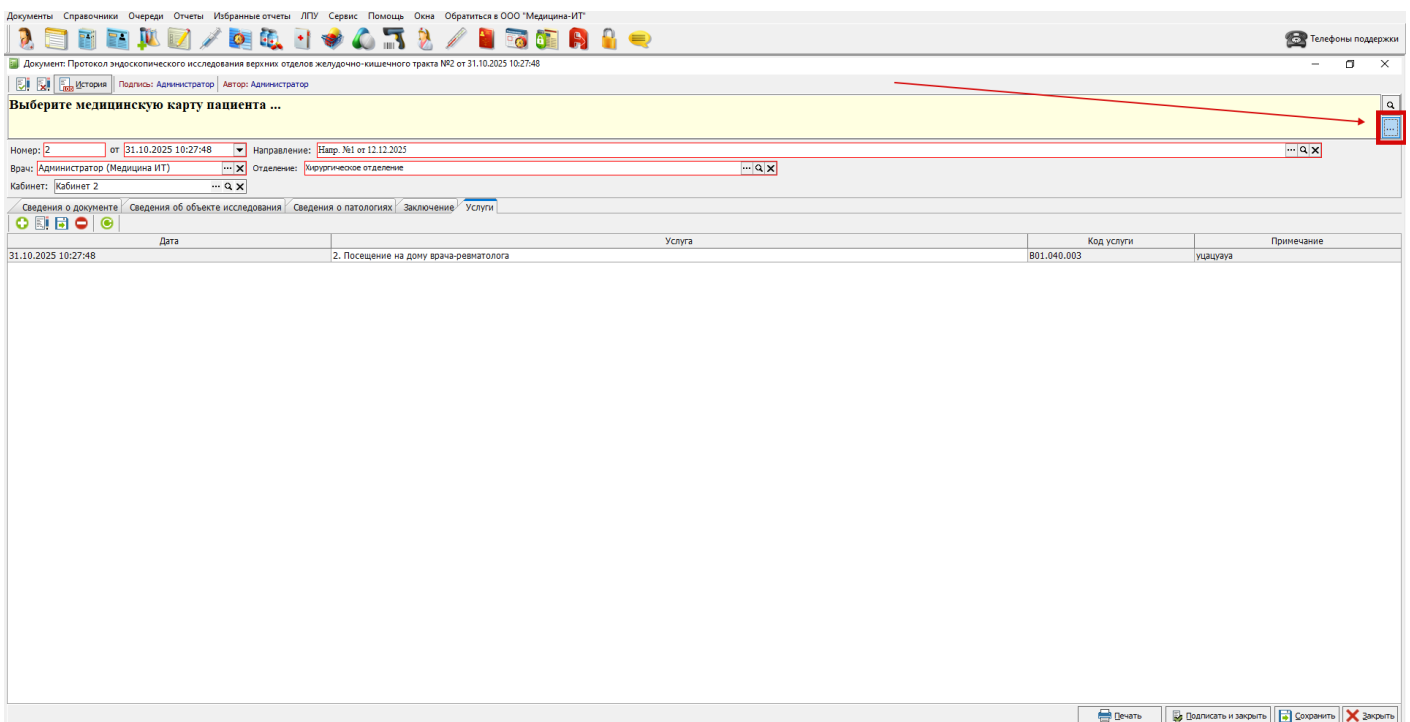 Документы Справочники Очереди Отчеты Избранные отчеты ЛПУ Сервис Помощь Окна Обратиться в ООО "Медицина-ИТ"
Телефоны поддержки
Документ: Протокол эндоскопического исследования верхних отделов желудочно-кишечного тракта №2 от 31.10.2025 10:27:48
История Подпись: Администратор Автор: Администратор
Выберите медицинскую карту пациента ...
Номер: 2 от 31.10.2025 10:27:48 Направление: Напр. №1 от 12.12.2025
Врач: Администратор (Медицина ИТ) Отделение: Хирургическое отделение
Кабинет: Кабинет 2
Сведения о документе Сведения об объекте исследования Сведения о патологиях Заключение Услуги
Дата Услуга Код услуги Примечание
31.10.2025 10:27:48 2. Посещение на дому врача-ревматолога B01.040.003 уцацуауа
Печать Подписать и закрыть Сохранить Закрыть